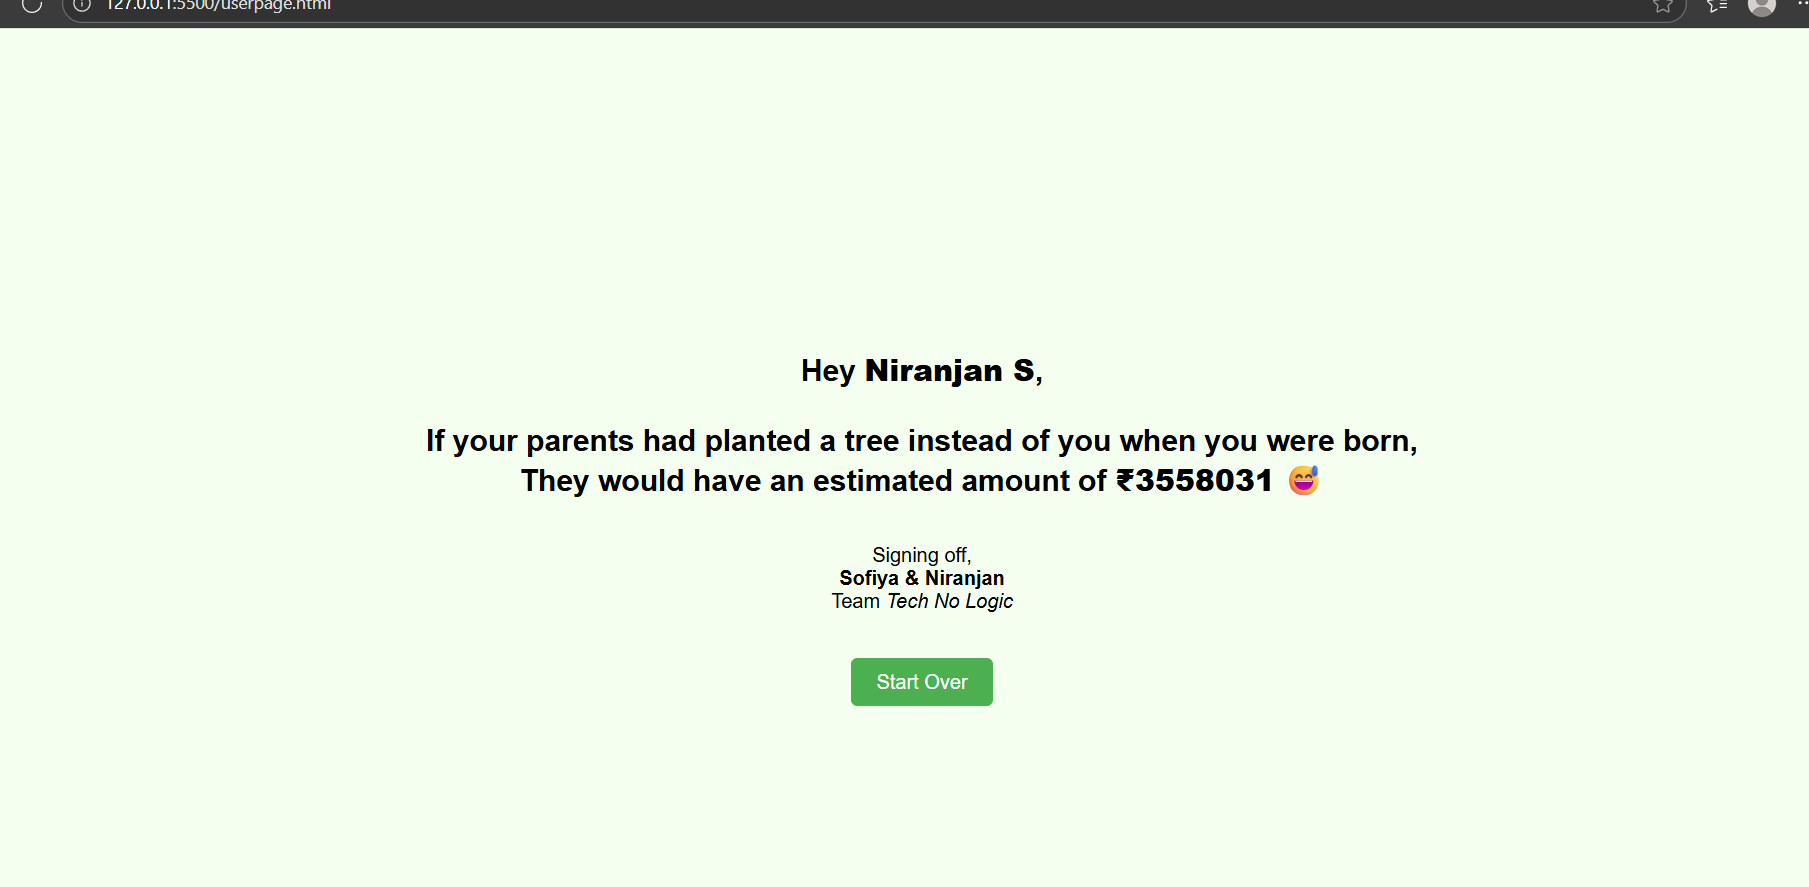 127.0.0.1:5500/userpage.html
Hey Niranjan S,
If your parents had planted a tree instead of you when you were born,
They would have an estimated amount of ₹3558031 😅
Signing off,
Sofiya & Niranjan
Team Tech No Logic
Start Over